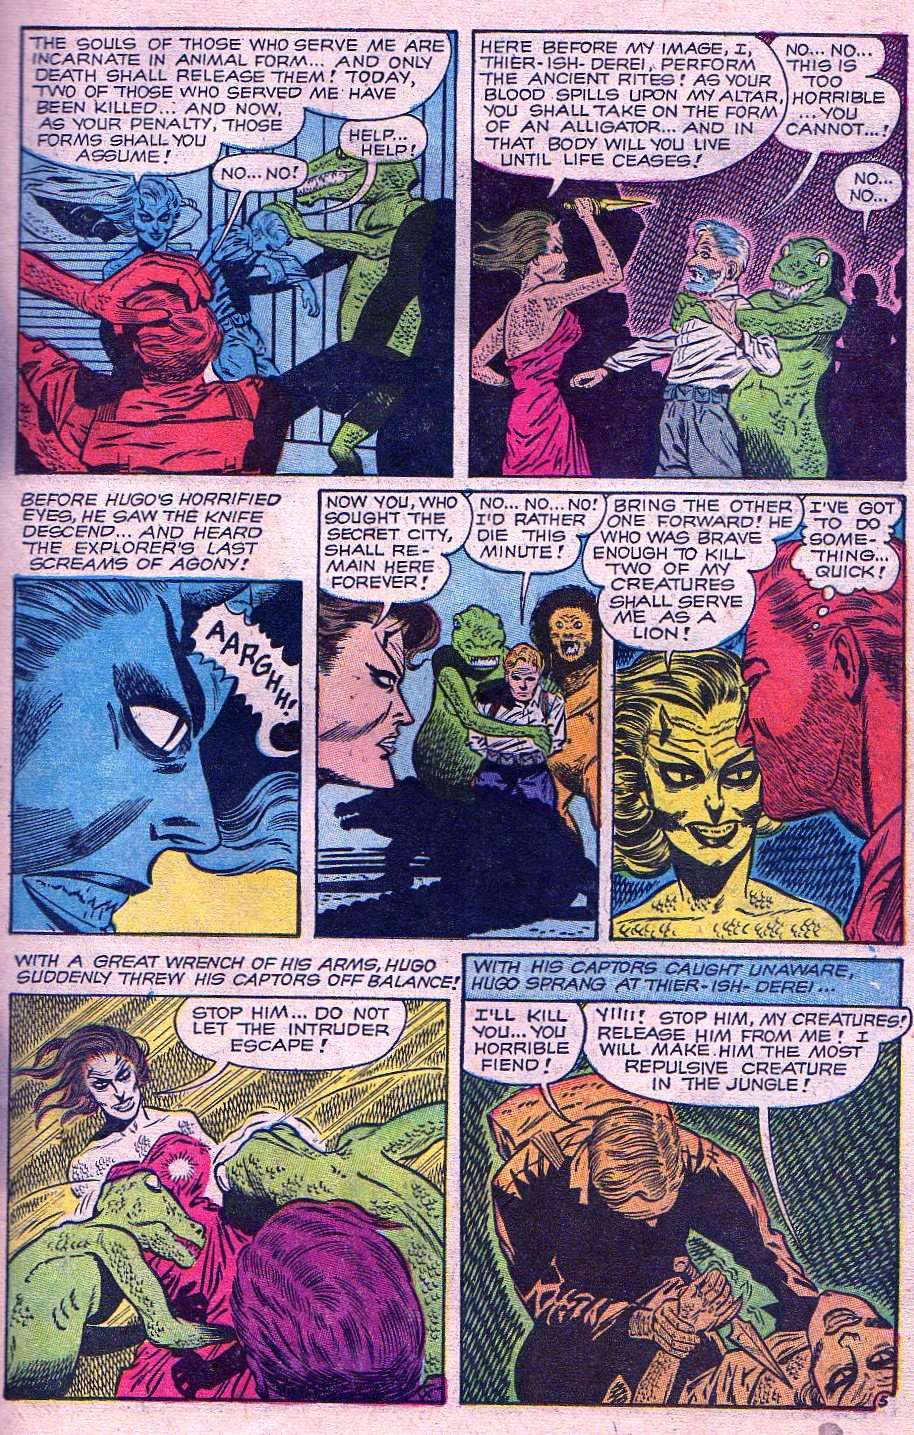 THE SOULS OF THOSE WHO SERVE ME ARE
INCARNATE IN ANIMAL FORM... AND ONLY
DEATH SHALL RELEASE THEM! TODAY,
TWO OF THOSE WHO SERVED ME HAVE
BEEN KILLED... AND NOW,
AS YOUR PENALTY, THOSE
FORMS SHALL YOU
ASSUME!
NO... NO!
HELP...
HELP!
HERE BEFORE MY IMAGE, I,
THIER-ISH-DEREI, PERFORM
THE ANCIENT RITES! AS YOUR
BLOOD SPILLS UPON MY ALTAR,
YOU SHALL TAKE ON THE FORM
OF AN ALLIGATOR... AND IN
THAT BODY WILL YOU LIVE
UNTIL LIFE CEASES!
NO... NO...
THIS IS
TOO
HORRIBLE
...YOU
CANNOT...!
NO...
NO...
BEFORE HUGO'S HORRIFIED
EYES, HE SAW THE KNIFE
DESCEND... AND HEARD
THE EXPLORER'S LAST
SCREAMS OF AGONY!
AARGHH!
NOW YOU, WHO
SOUGHT THE
SECRET CITY,
SHALL RE-
MAIN HERE
FOREVER!
NO... NO... NO!
I'D RATHER
DIE THIS
MINUTE!
BRING THE OTHER
ONE FORWARD! HE
WHO WAS BRAVE
ENOUGH TO KILL
TWO OF MY
CREATURES
SHALL SERVE
ME AS A
LION!
I'VE GOT
TO DO
SOME-
THING...
QUICK!
WITH A GREAT WRENCH OF HIS ARMS, HUGO
SUDDENLY THREW HIS CAPTORS OFF BALANCE!
STOP HIM... DO NOT
LET THE INTRUDER
ESCAPE!
WITH HIS CAPTORS CAUGHT UNAWARE,
HUGO SPRANG AT THIER-ISH-DEREI...
I'LL KILL
YOU... YOU
HORRIBLE
FIEND!
YIIII! STOP HIM, MY CREATURES!
RELEASE HIM FROM ME! I
WILL MAKE HIM THE MOST
REPULSIVE CREATURE
IN THE JUNGLE!
5